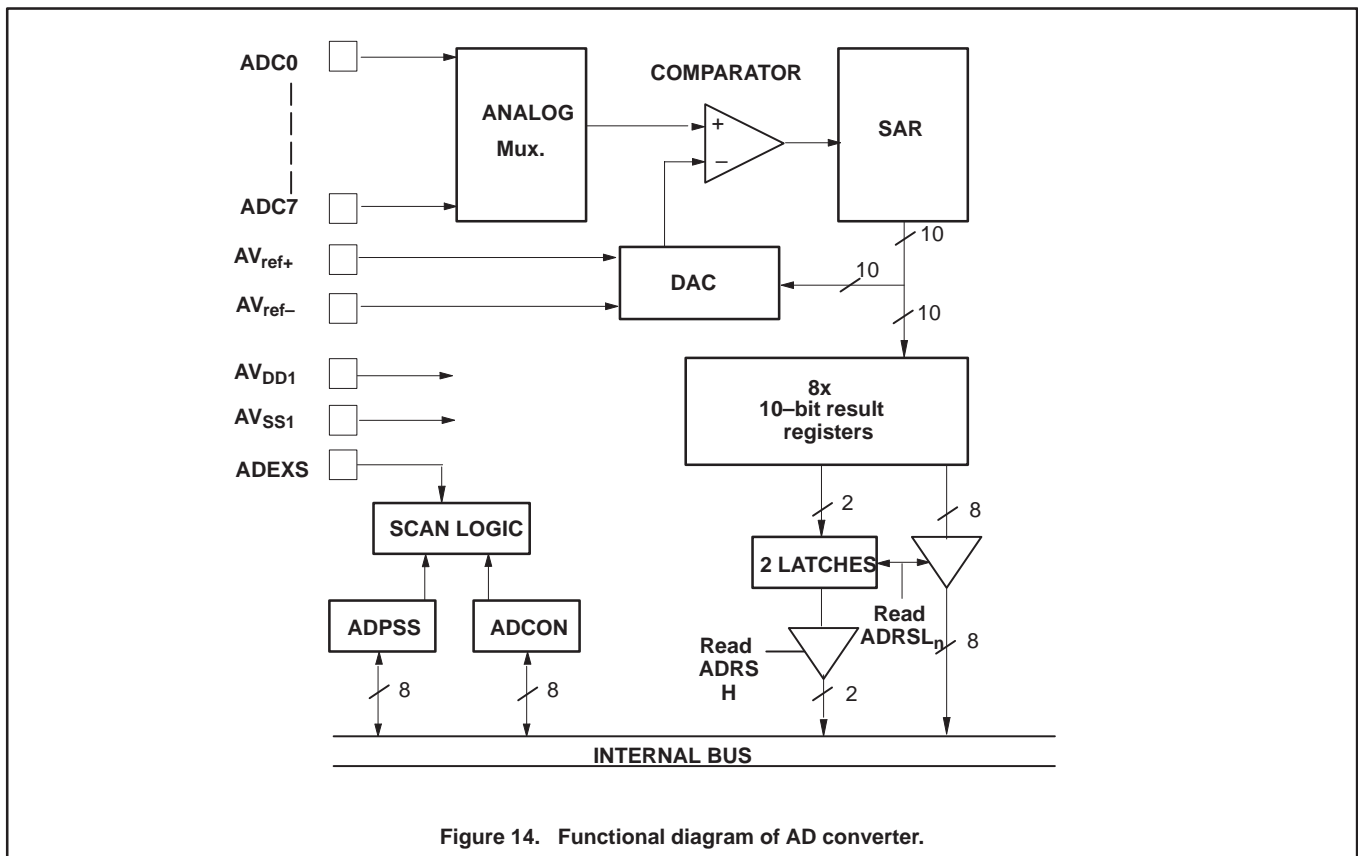 ADC0
COMPARATOR
ANALOG
Mux.
+
–
SAR
ADC7
10
AVref+
DAC
10
AVref–
10
AVDD1
8x
10–bit result
registers
AVSS1
ADEXS
2
8
SCAN LOGIC
2 LATCHES
ADPSS
ADCON
Read
ADRSLn
Read
ADRS
H
8
8
8
2
INTERNAL BUS
Figure 14. Functional diagram of AD converter.